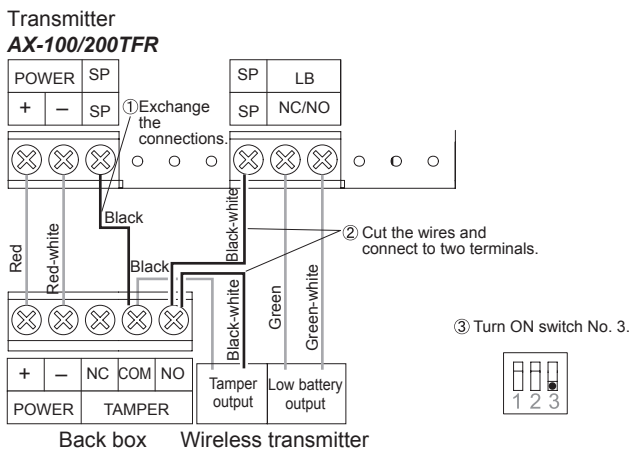 Transmitter
AX-100/200TFR
POWER SP
+ – SP
SP LB
SP NC/NO
①Exchange
the
connections.
Black
Black-white
② Cut the wires and
connect to two terminals.
Red
Red-white
Black
Black-white
Green
Green-white
③ Turn ON switch No. 3.
1 2 3
+ – NC COM NO
POWER TAMPER
Tamper
output
Low battery
output
Back box
Wireless transmitter